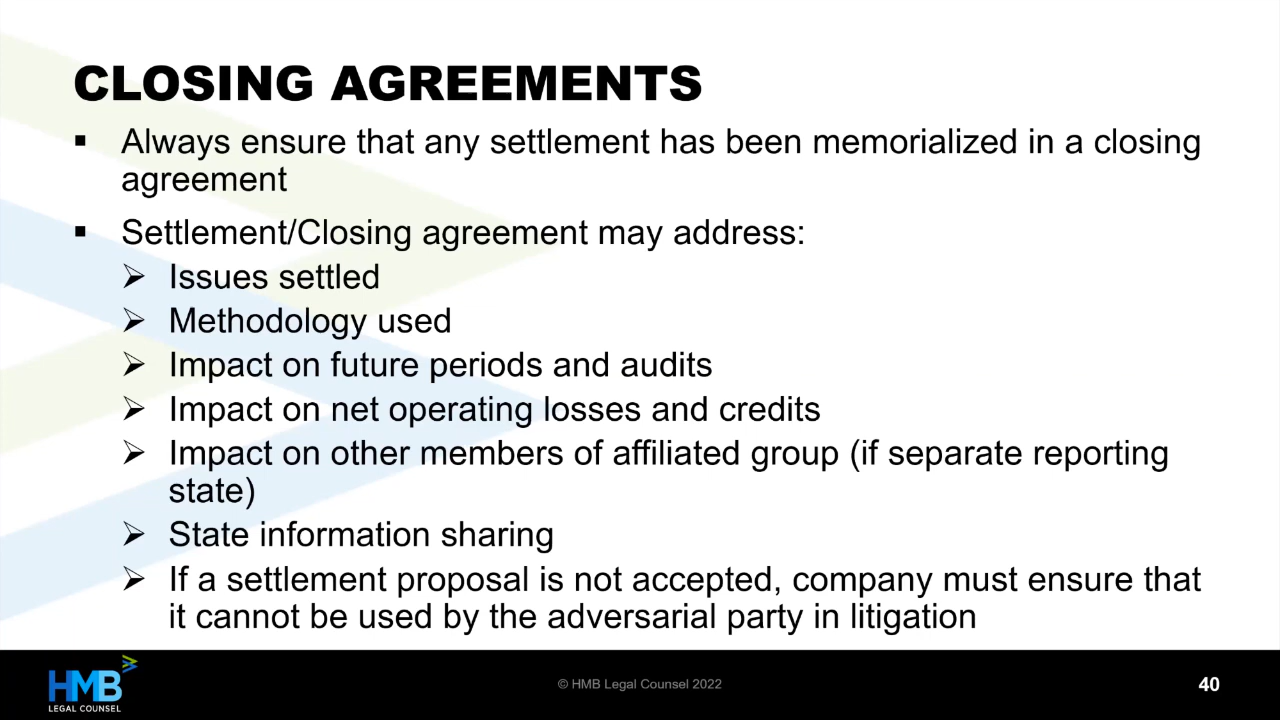 CLOSING AGREEMENTS
▪ Always ensure that any settlement has been memorialized in a closing
agreement
▪ Settlement/Closing agreement may address:
➢ Issues settled
➢ Methodology used
➢ Impact on future periods and audits
➢ Impact on net operating losses and credits
➢ Impact on other members of affiliated group (if separate reporting
state)
➢ State information sharing
➢ If a settlement proposal is not accepted, company must ensure that
it cannot be used by the adversarial party in litigation
HMB
LEGAL COUNSEL
© HMB Legal Counsel 2022
40